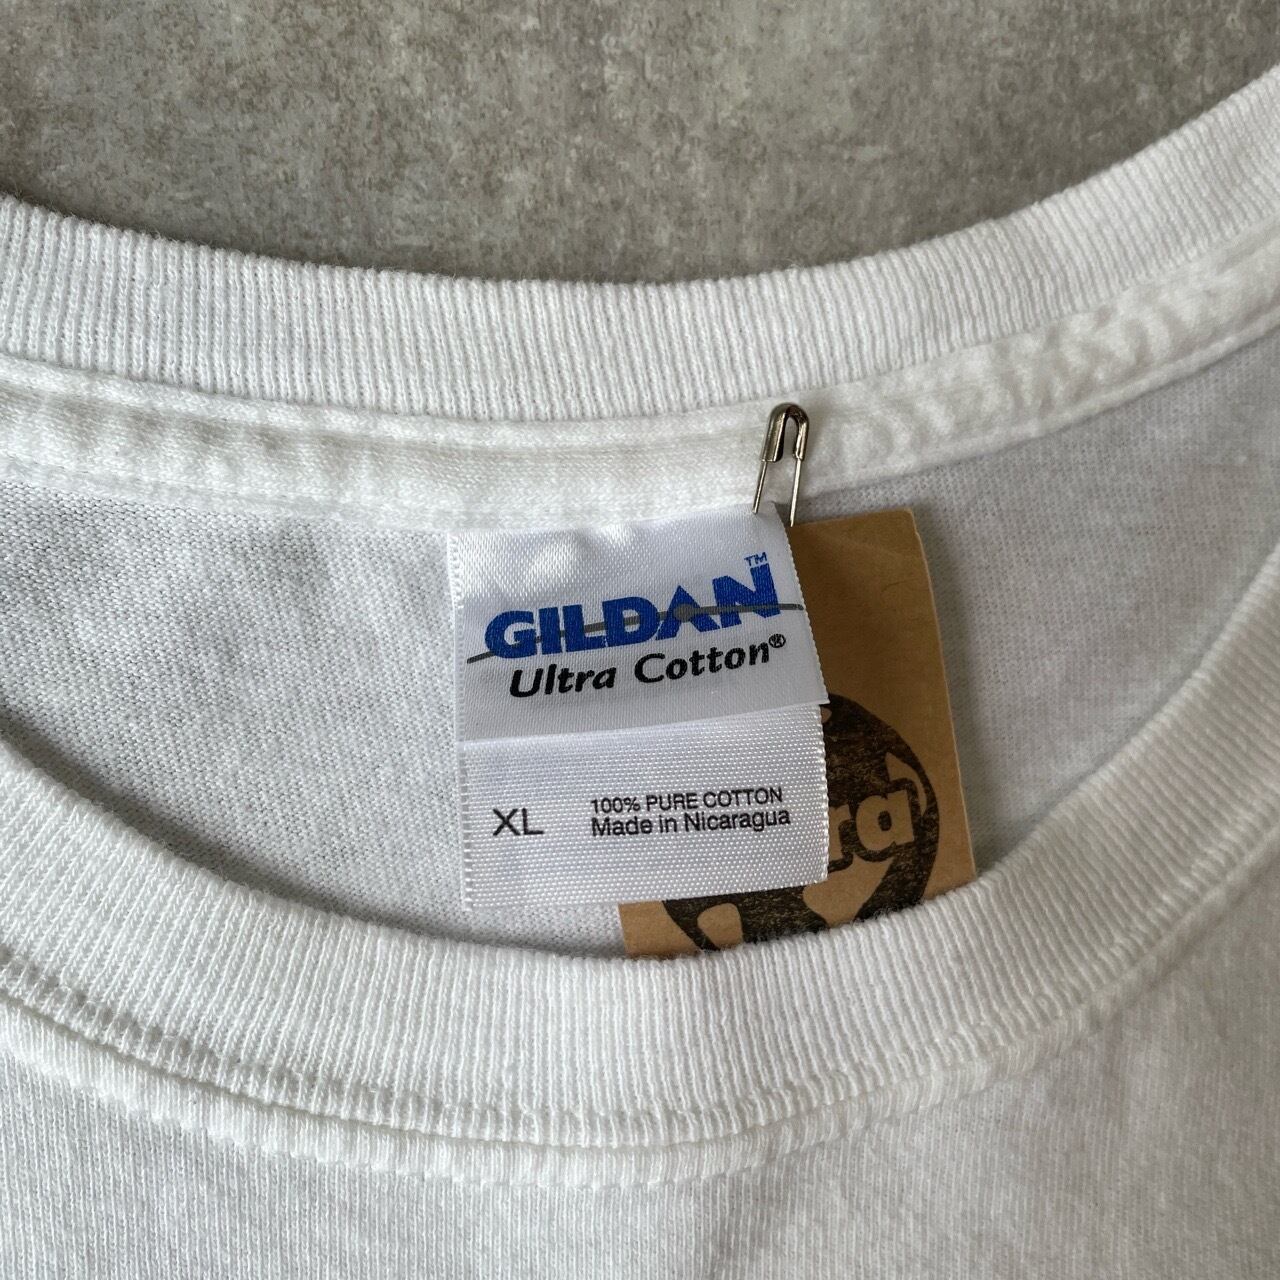 GILDAN™
Ultra Cotton®
XL
100% PURE COTTON
Made in Nicaragua